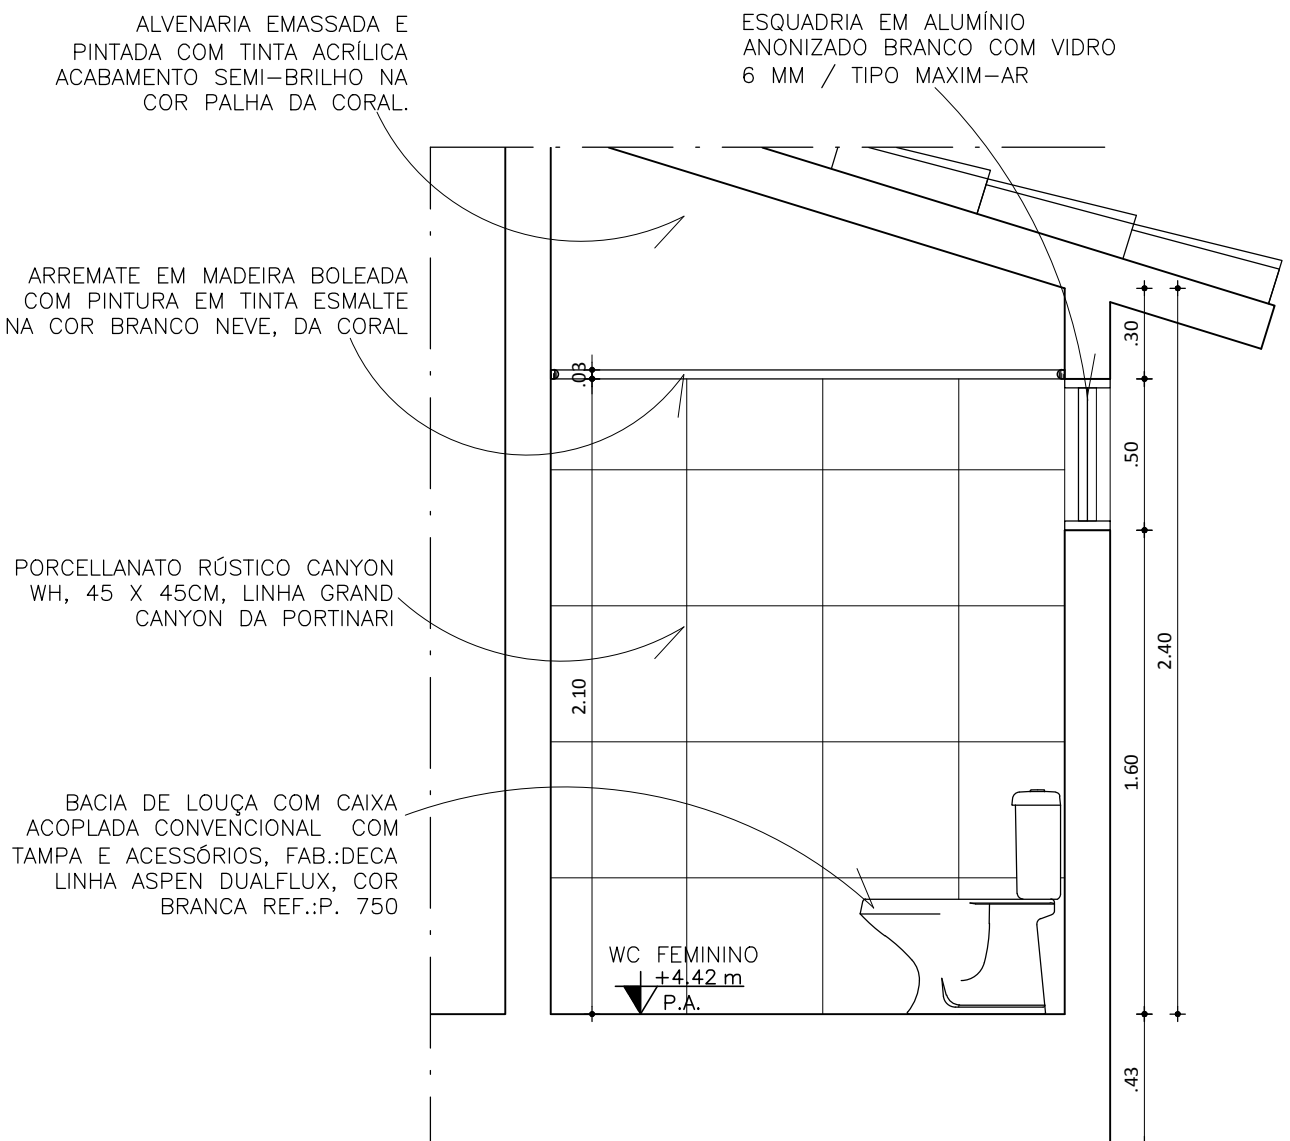 ALVENARIA EMASSADA E
PINTADA COM TINTA ACRÍLICA
ACABAMENTO SEMI-BRILHO NA
COR PALHA DA CORAL.
ESQUADRIA EM ALUMÍNIO
ANONIZADO BRANCO COM VIDRO
6 MM / TIPO MAXIM-AR
ARREMATE EM MADEIRA BOLEADA
COM PINTURA EM TINTA ESMALTE
NA COR BRANCO NEVE, DA CORAL
.03
.30
.50
PORCELLANATO RÚSTICO CANYON
WH, 45 X 45CM, LINHA GRAND
CANYON DA PORTINARI
2.10
2.40
1.60
BACIA DE LOUÇA COM CAIXA
ACOPLADA CONVENCIONAL COM
TAMPA E ACESSÓRIOS, FAB.:DECA
LINHA ASPEN DUALFLUX, COR
BRANCA REF.:P. 750
WC FEMININO
+4.42 m
P.A.
.43